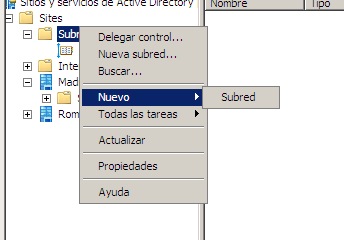 Sitios y servicios de Active Directory
Nombre
Tipo
Sites
Subr
Inte
Mad
Rom
Delegar control...
Nueva subred...
Buscar...
Nuevo
Subred
Todas las tareas
Actualizar
Propiedades
Ayuda